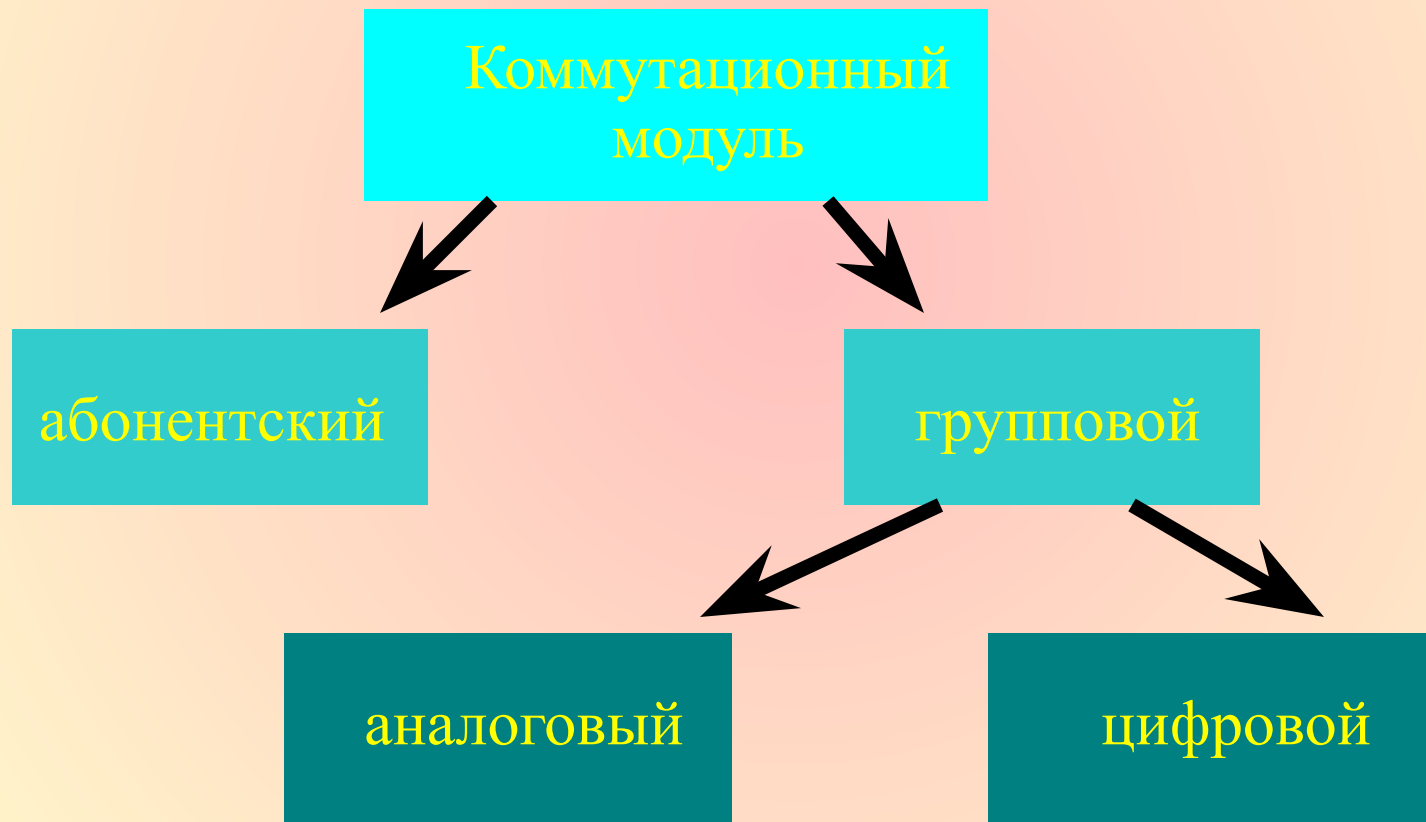 Коммутационный
модуль
абонентский
групповой
аналоговый
цифровой